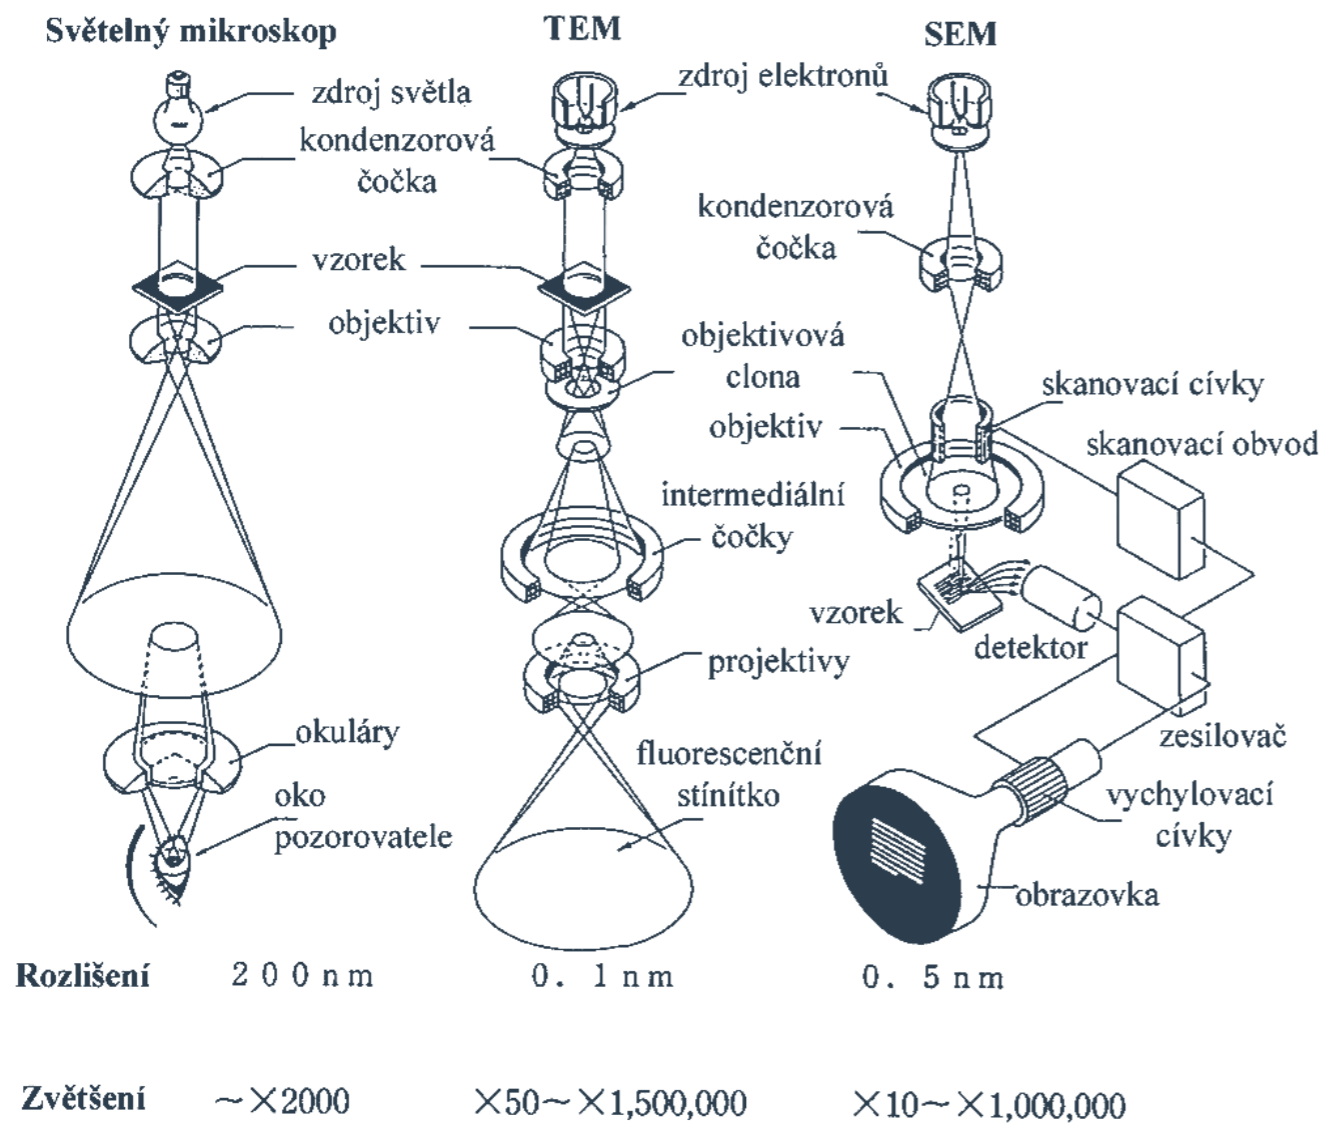 Světelný mikroskop
TEM
SEM
zdroj světla
zdroj elektronů
kondenzorová
čočka
kondenzorová
čočka
vzorek
objektiv
objektivová
clona
objektiv
skanovací cívky
skanovací obvod
intermediální
čočky
vzorek
detektor
projektivy
okuláry
zesilovač
fluorescenční
stínítko
oko
pozorovatele
vychylovací
cívky
obrazovka
Rozlišení 200nm 0. 1nm 0. 5nm
Zvětšení ~×2000 ×50~×1,500,000 ×10~×1,000,000